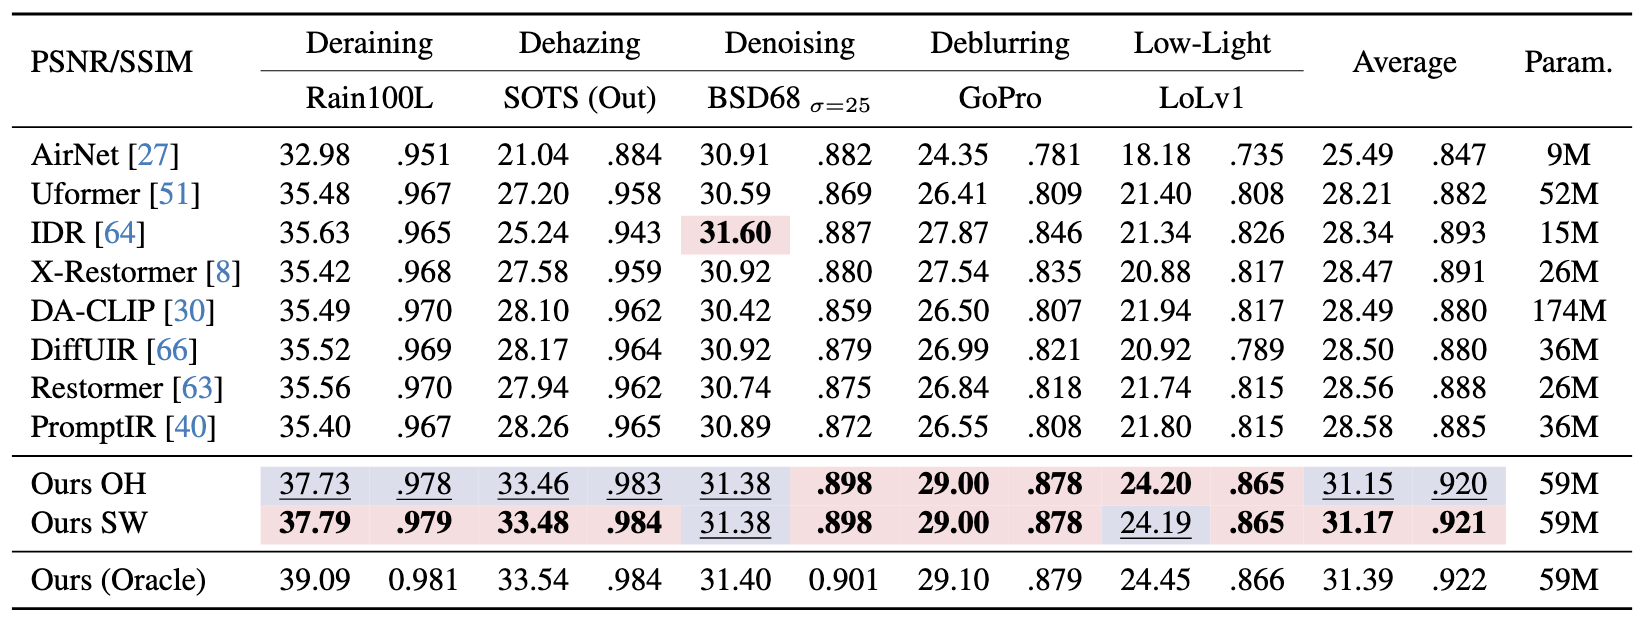 PSNR/SSIM Deraining Dehazing Denoising Deblurring Low-Light Average Param.
Rain100L SOTS (Out) BSD68 σ=25 GoPro LoLv1
AirNet [27] 32.98 .951 21.04 .884 30.91 .882 24.35 .781 18.18 .735 25.49 .847 9M
Uformer [51] 35.48 .967 27.20 .958 30.59 .869 26.41 .809 21.40 .808 28.21 .882 52M
IDR [64] 35.63 .965 25.24 .943 31.60 .887 27.87 .846 21.34 .826 28.34 .893 15M
X-Restormer [8] 35.42 .968 27.58 .959 30.92 .880 27.54 .835 20.88 .817 28.47 .891 26M
DA-CLIP [30] 35.49 .970 28.10 .962 30.42 .859 26.50 .807 21.94 .817 28.49 .880 174M
DiffUIR [66] 35.52 .969 28.17 .964 30.92 .879 26.99 .821 20.92 .789 28.50 .880 36M
Restormer [63] 35.56 .970 27.94 .962 30.74 .875 26.84 .818 21.74 .815 28.56 .888 26M
PromptIR [40] 35.40 .967 28.26 .965 30.89 .872 26.55 .808 21.80 .815 28.58 .885 36M
Ours OH 37.73 .978 33.46 .983 31.38 .898 29.00 .878 24.20 .865 31.15 .920 59M
Ours SW 37.79 .979 33.48 .984 31.38 .898 29.00 .878 24.19 .865 31.17 .921 59M
Ours (Oracle) 39.09 0.981 33.54 .984 31.40 0.901 29.10 .879 24.45 .866 31.39 .922 59M